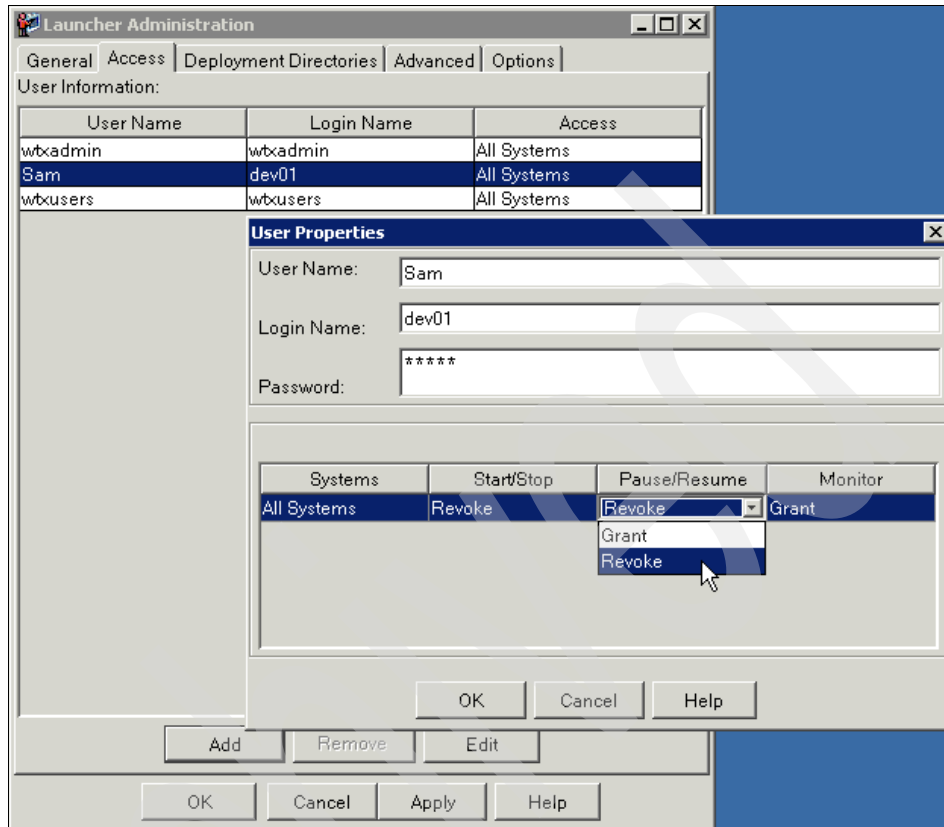 Launcher Administration
General Access Deployment Directories Advanced Options
User Information:
User Name Login Name Access
wtxadmin wtxadmin All Systems
Sam dev01 All Systems
wtxusers wtxusers All Systems
User Properties
User Name: Sam
Login Name: dev01
Password: *****
Systems Start/Stop Pause/Resume Monitor
All Systems Revoke Revoke Grant
Grant
Revoke
OK Cancel Help
Add Remove Edit
OK Cancel Apply Help